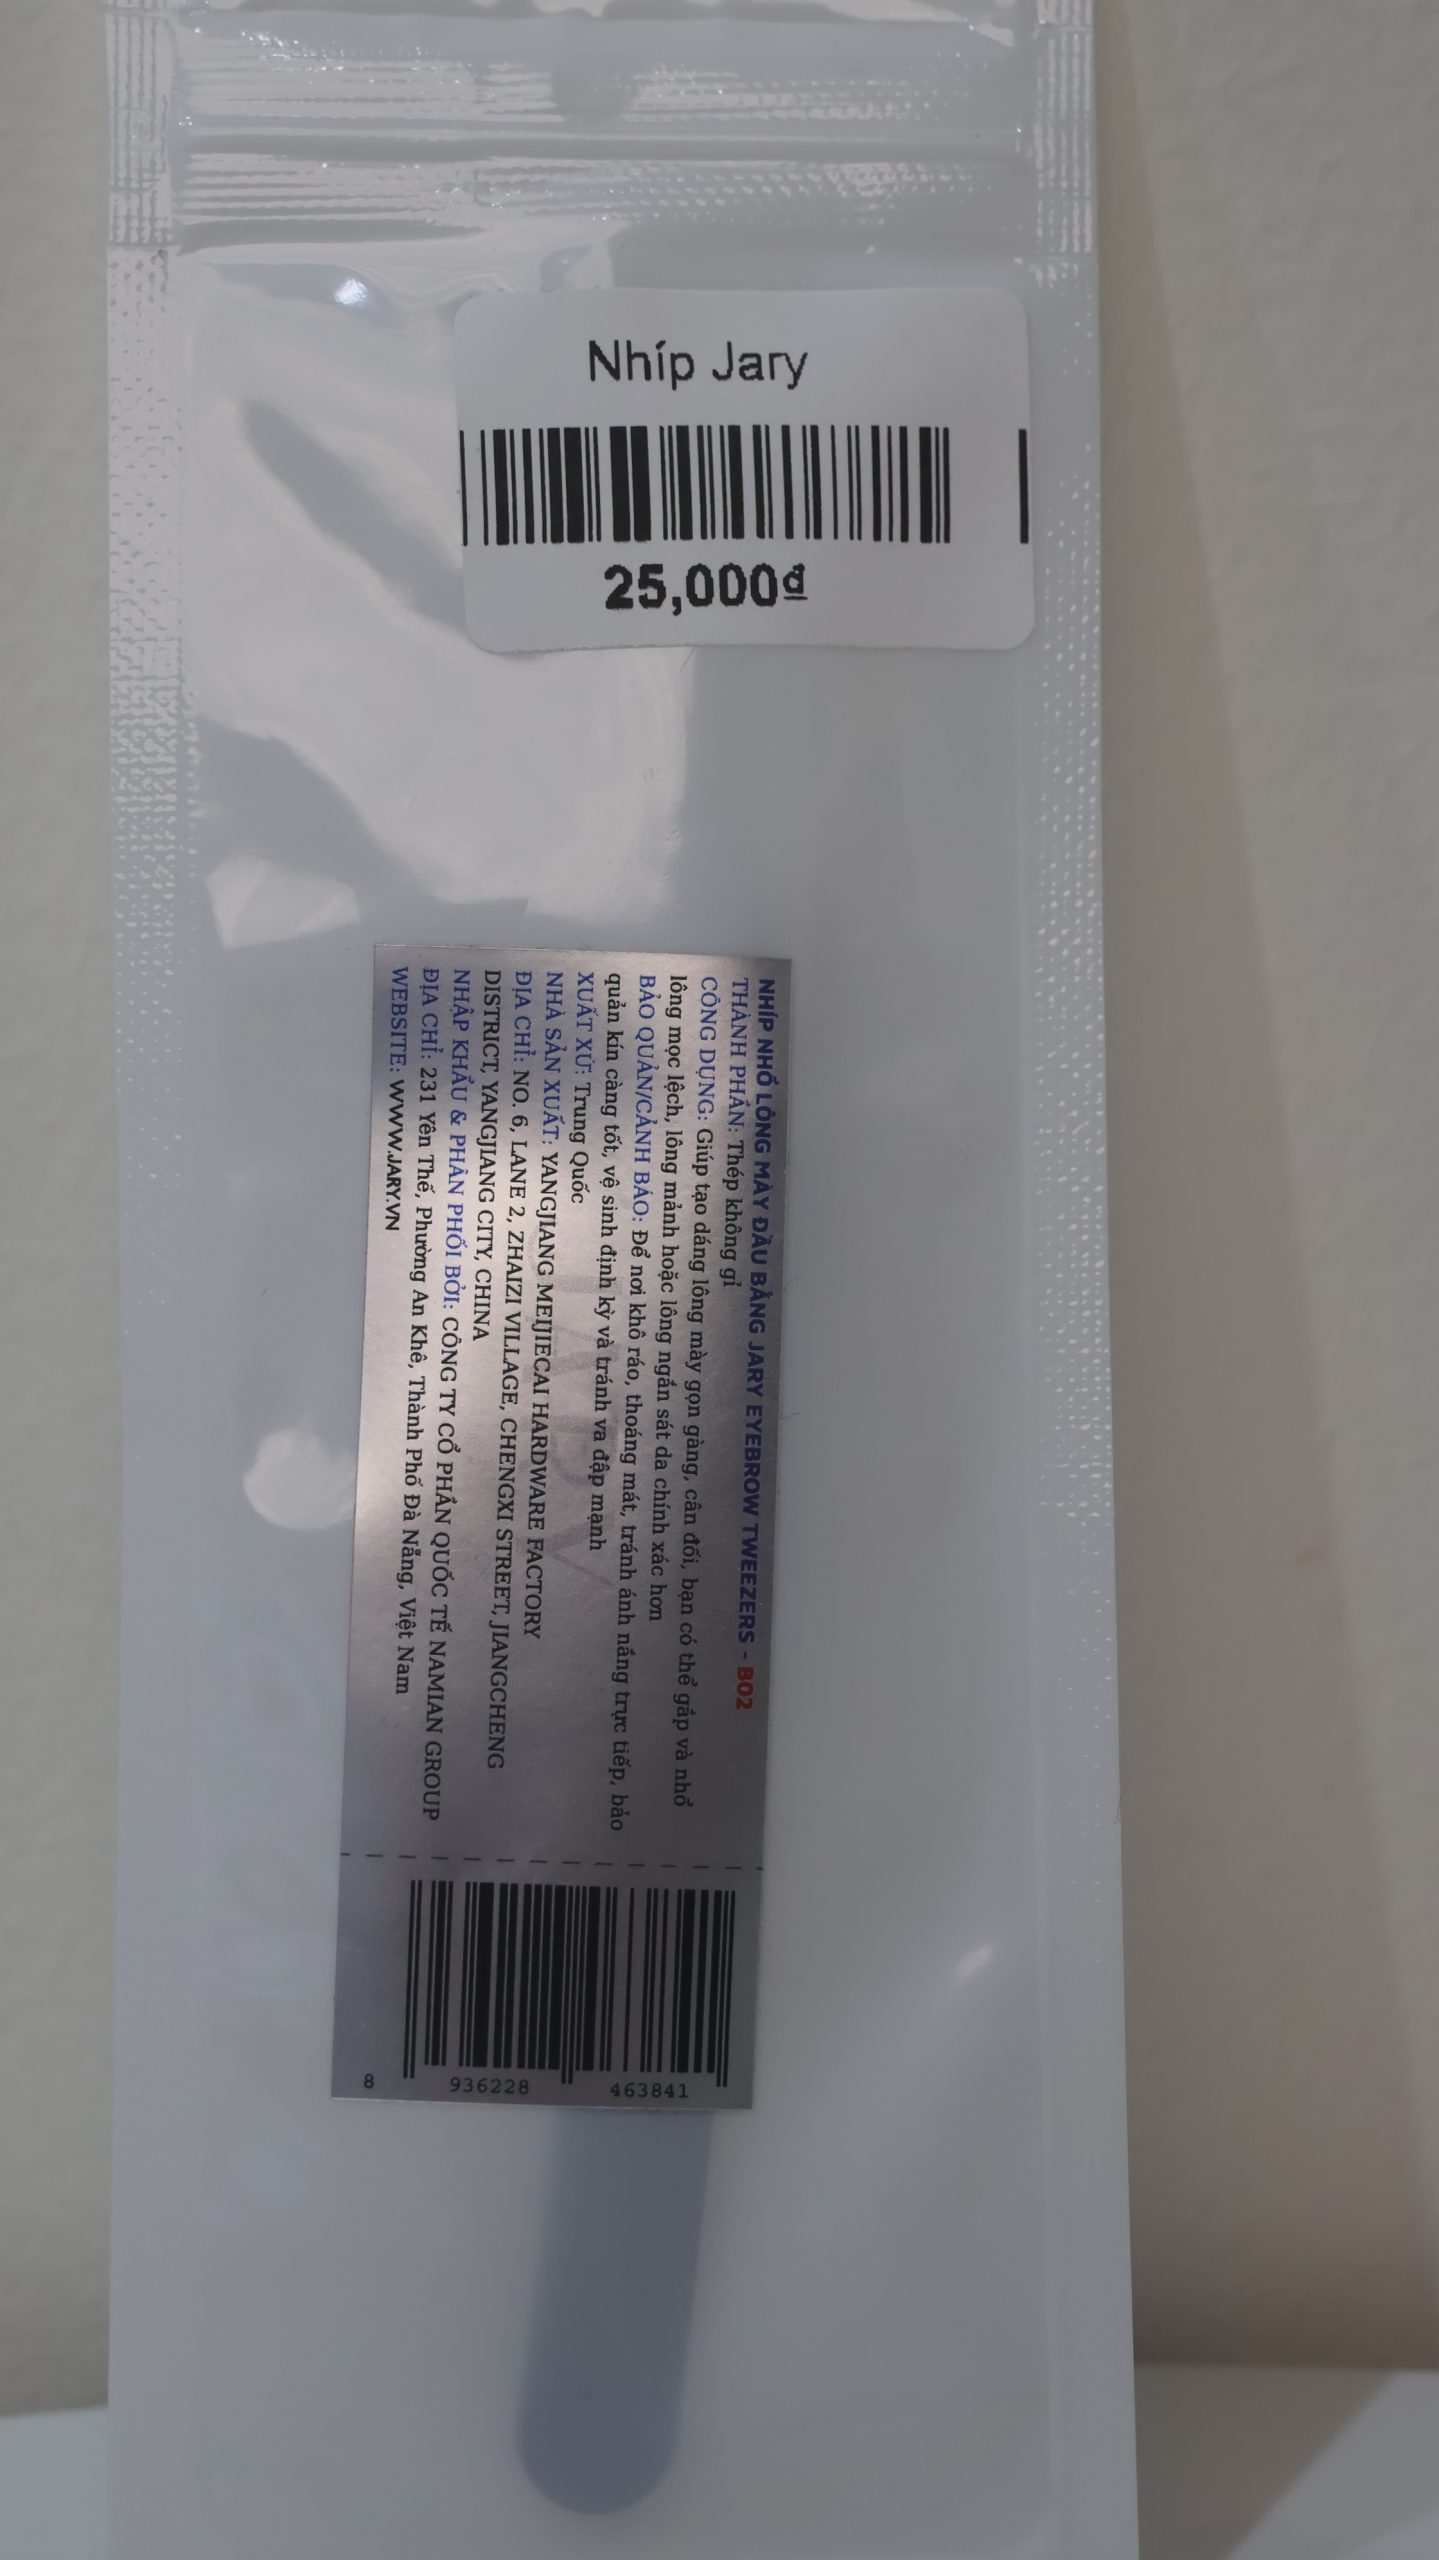 Nhíp Jary
25,000₫
NHÍP NHỔ LÔNG MÀY ĐẦU BẰNG JARY EYEBROW TWEEZERS - B02
THÀNH PHẦN: Thép không gỉ
CÔNG DỤNG: Giúp tạo dáng lông mày gọn gàng, cân đối, bạn có thể gắp và nhổ
lông mọc lệch, lông mảnh hoặc lông ngắn sát da chính xác hơn
BẢO QUẢN/CẢNH BÁO: Để nơi khô ráo, thoáng mát, tránh ánh nắng trực tiếp, bảo
quản kín càng tốt, vệ sinh định kỳ và tránh va đập mạnh
XUẤT XỨ: Trung Quốc
NHÀ SẢN XUẤT: YANGJIANG MEIJIECAI HARDWARE FACTORY
ĐỊA CHỈ: NO. 6, LANE 2, ZHAIZI VILLAGE, CHENGXI STREET, JIANGCHENG
DISTRICT, YANGJIANG CITY, CHINA
NHẬP KHẨU & PHÂN PHỐI BỞI: CÔNG TY CỔ PHẦN QUỐC TẾ NAMIAN GROUP
ĐỊA CHỈ: 231 Yên Thế, Phường An Khê, Thành Phố Đà Nẵng, Việt Nam
WEBSITE: WWW.JARY.VN
8 936228 463841